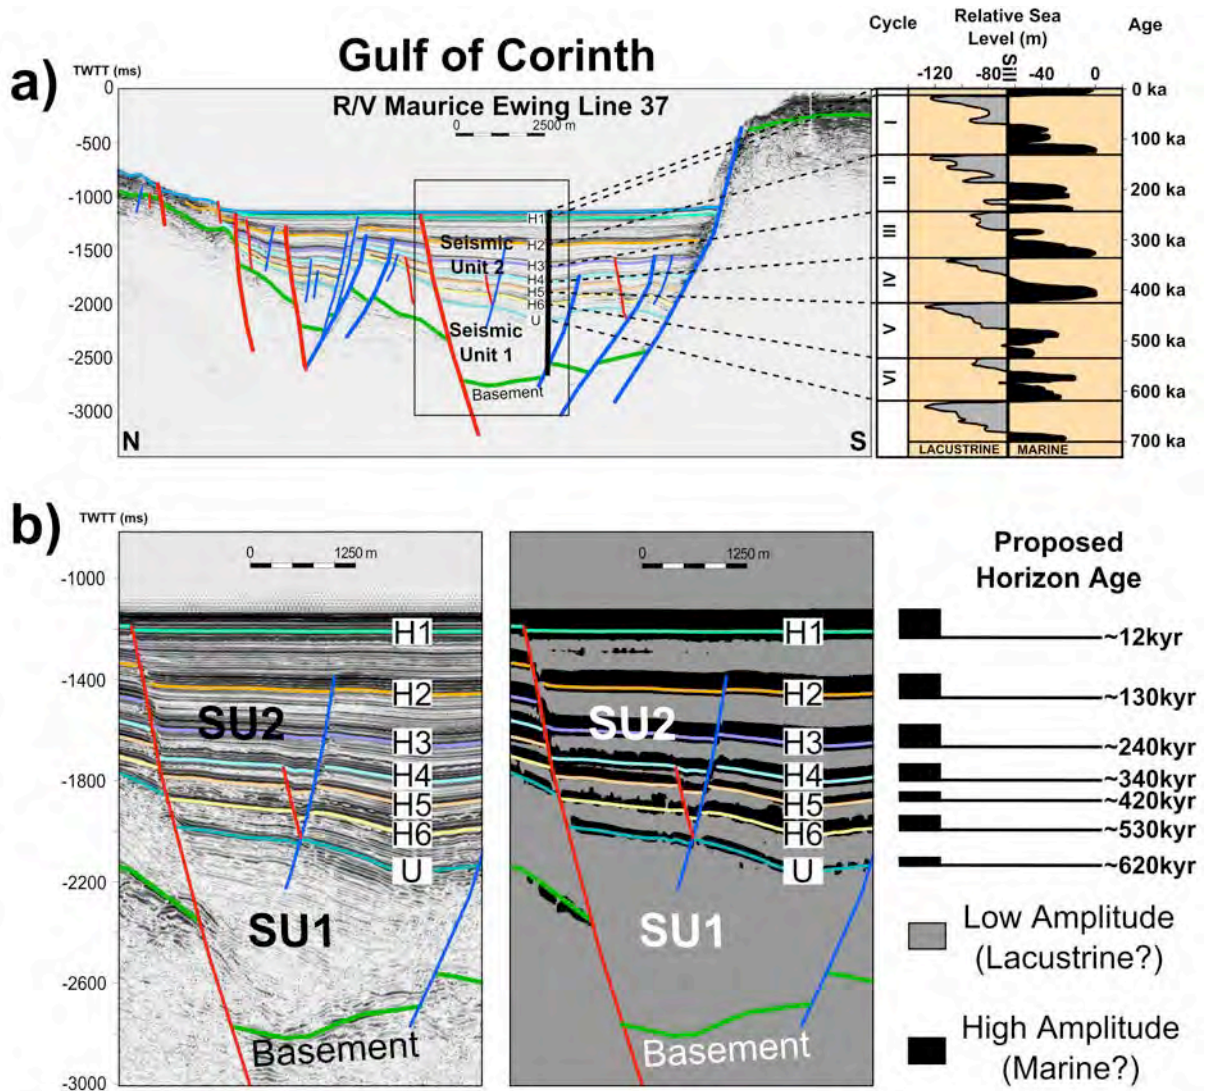 a)
Gulf of Corinth
R/V Maurice Ewing Line 37
TWTT (ms)
0
-500
-1000
-1500
-2000
-2500
-3000
0 2500 m
H1
H2
H3
H4
H5
H6
U
Seismic
Unit 2
Seismic
Unit 1
Basement
N
S
Cycle
Relative Sea
Level (m)
Age
-120 -80 -40 0
Sill
I
II
III
IV
V
VI
0 ka
100 ka
200 ka
300 ka
400 ka
500 ka
600 ka
700 ka
LACUSTRINE MARINE
b)
TWTT (ms)
-1000
-1400
-1800
-2200
-2600
-3000
0 1250 m
H1
H2
SU2
H3
H4
H5
H6
U
SU1
Basement
0 1250 m
H1
H2
SU2
H3
H4
H5
H6
U
SU1
Basement
Proposed
Horizon Age
~12kyr
~130kyr
~240kyr
~340kyr
~420kyr
~530kyr
~620kyr
Low Amplitude
(Lacustrine?)
High Amplitude
(Marine?)